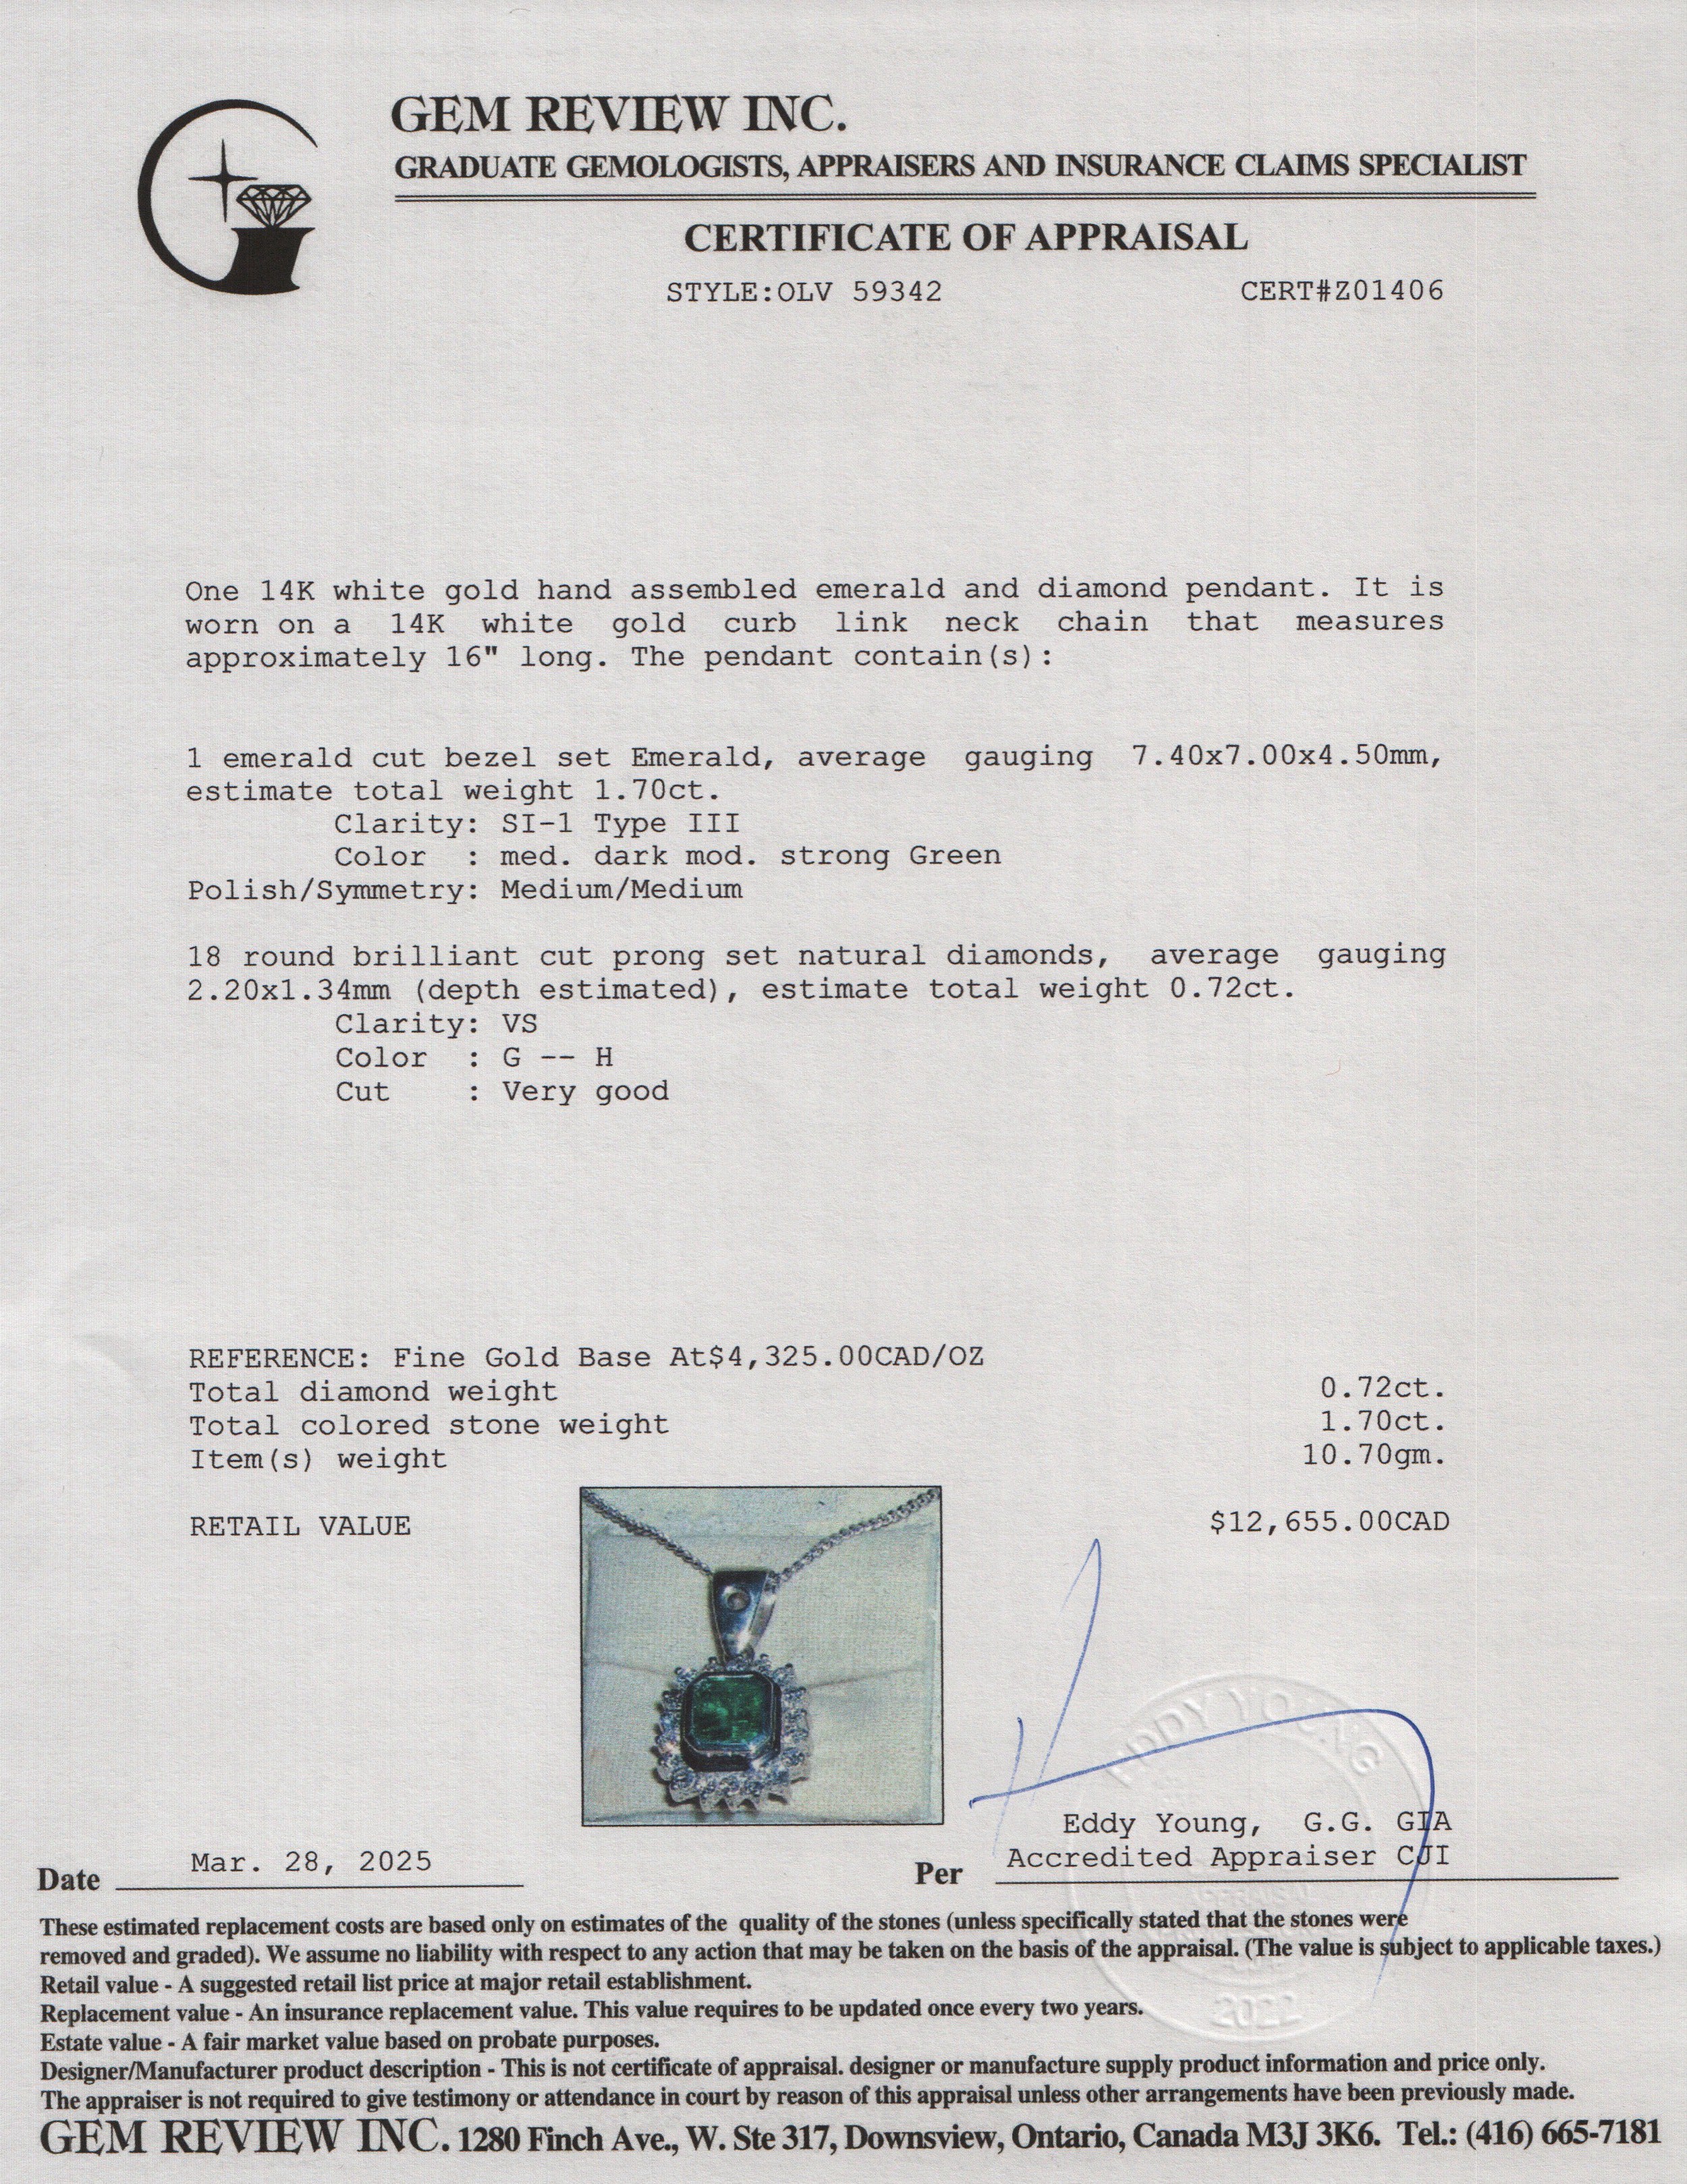 GEM REVIEW INC.
GRADUATE GEMOLOGISTS, APPRAISERS AND INSURANCE CLAIMS SPECIALIST
CERTIFICATE OF APPRAISAL
STYLE:OLV 59342 CERT#Z01406
One 14K white gold hand assembled emerald and diamond pendant. It is
worn on a 14K white gold curb link neck chain that measures
approximately 16" long. The pendant contain(s):
1 emerald cut bezel set Emerald, average gauging 7.40x7.00x4.50mm,
estimate total weight 1.70ct.
Clarity: SI-1 Type III
Color : med. dark mod. strong Green
Polish/Symmetry: Medium/Medium
18 round brilliant cut prong set natural diamonds, average gauging
2.20x1.34mm (depth estimated), estimate total weight 0.72ct.
Clarity: VS
Color : G -- H
Cut : Very good
REFERENCE: Fine Gold Base At$4,325.00CAD/OZ
Total diamond weight 0.72ct.
Total colored stone weight 1.70ct.
Item(s) weight 10.70gm.
RETAIL VALUE $12,655.00CAD
EDDY YOUNG
Eddy Young, G.G. GIA
Date Mar. 28, 2025 Per Accredited Appraiser CJI
These estimated replacement costs are based only on estimates of the quality of the stones (unless specifically stated that the stones were
removed and graded). We assume no liability with respect to any action that may be taken on the basis of the appraisal. (The value is subject to applicable taxes.)
Retail value - A suggested retail list price at major retail establishment.
Replacement value - An insurance replacement value. This value requires to be updated once every two years.
2022
Estate value - A fair market value based on probate purposes.
Designer/Manufacturer product description - This is not certificate of appraisal. designer or manufacture supply product information and price only.
The appraiser is not required to give testimony or attendance in court by reason of this appraisal unless other arrangements have been previously made.
GEM REVIEW INC. 1280 Finch Ave., W. Ste 317, Downsview, Ontario, Canada M3J 3K6. Tel.: (416) 665-7181